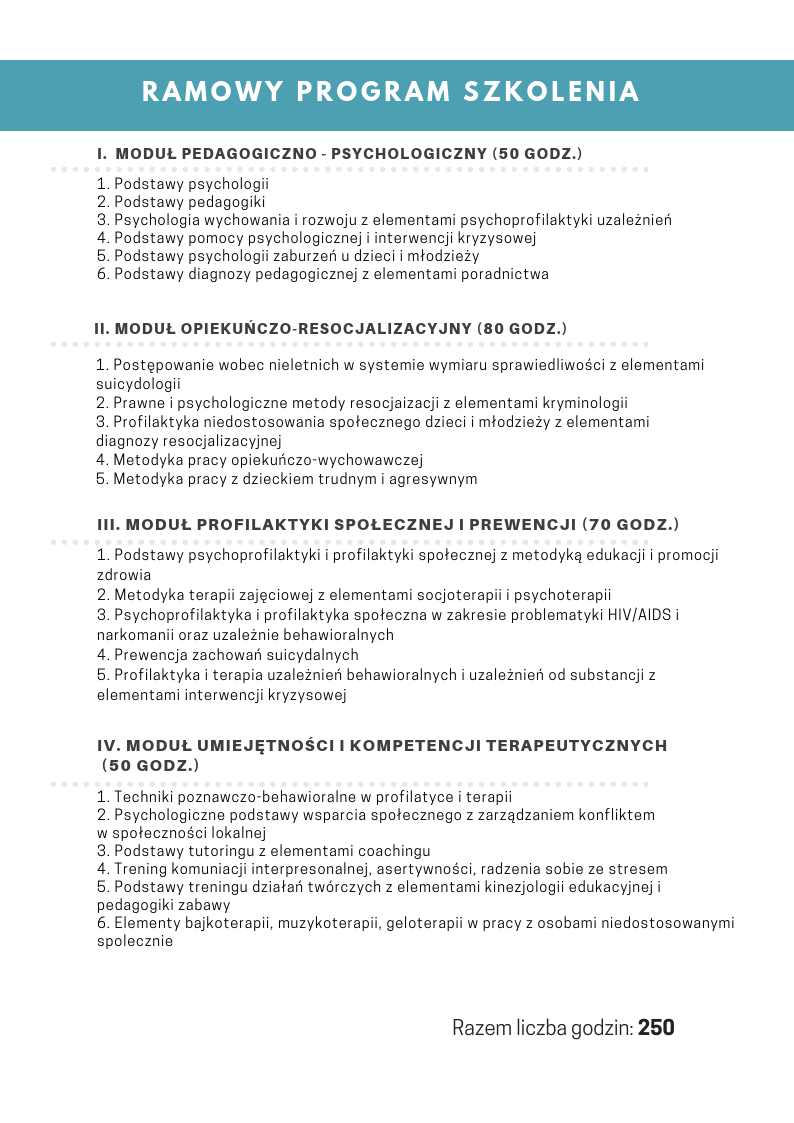 RAMOWY PROGRAM SZKOLENIA
I. MODUŁ PEDAGOGICZNO - PSYCHOLOGICZNY (50 GODZ.)
1. Podstawy psychologii
2. Podstawy pedagogiki
3. Psychologia wychowania i rozwoju z elementami psychoprofilaktyki uzależnień
4. Podstawy pomocy psychologicznej i interwencji kryzysowej
5. Podstawy psychologii zaburzeń u dzieci i młodzieży
6. Podstawy diagnozy pedagogicznej z elementami poradnictwa
II. MODUŁ OPIEKUŃCZO-RESOCJALIZACYJNY (80 GODZ.)
1. Postępowanie wobec nieletnich w systemie wymiaru sprawiedliwości z elementami
suicydologii
2. Prawne i psychologiczne metody resocjaizacji z elementami kryminologii
3. Profilaktyka niedostosowania społecznego dzieci i młodzieży z elementami
diagnozy resocjalizacyjnej
4. Metodyka pracy opiekuńczo-wychowawczej
5. Metodyka pracy z dzieckiem trudnym i agresywnym
III. MODUŁ PROFILAKTYKI SPOŁECZNEJ I PREWENCJI (70 GODZ.)
1. Podstawy psychoprofilaktyki i profilaktyki społecznej z metodyką edukacji i promocji
zdrowia
2. Metodyka terapii zajęciowej z elementami socjoterapii i psychoterapii
3. Psychoprofilaktyka i profilaktyka społeczna w zakresie problematyki HIV/AIDS i
narkomanii oraz uzależnie behawioralnych
4. Prewencja zachowań suicydalnych
5. Profilaktyka i terapia uzależnień behawioralnych i uzależnień od substancji z
elementami interwencji kryzysowej
IV. MODUŁ UMIEJĘTNOŚCI I KOMPETENCJI TERAPEUTYCZNYCH
(50 GODZ.)
1. Techniki poznawczo-behawioralne w profilatyce i terapii
2. Psychologiczne podstawy wsparcia społecznego z zarządzaniem konfliktem
w społeczności lokalnej
3. Podstawy tutoringu z elementami coachingu
4. Trening komuniacji interpresonalnej, asertywności, radzenia sobie ze stresem
5. Podstawy treningu działań twórczych z elementami kinezjologii edukacyjnej i
pedagogiki zabawy
6. Elementy bajkoterapii, muzykoterapii, geloterapii w pracy z osobami niedostosowanymi
spolecznie
Razem liczba godzin: 250